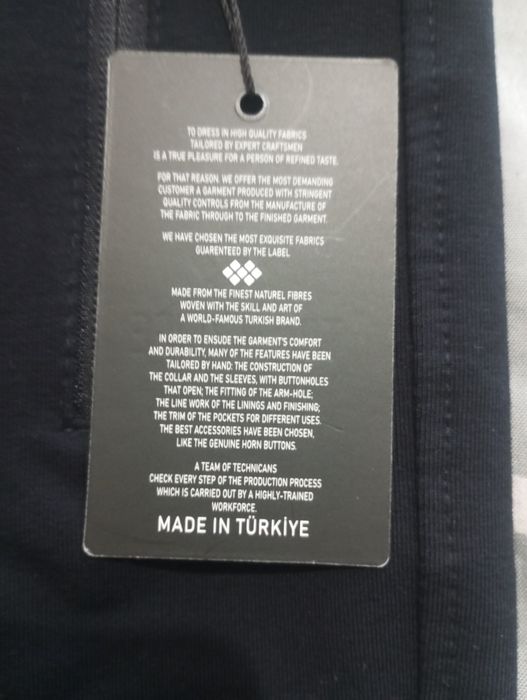 TO DRESS IN HIGH QUALITY FABRICS
TAILORED BY EXPERT CRAFTSMEN
IS A TRUE PLEASURE FOR A PERSON OF REFINED TASTE.
FOR THAT REASON WE OFFER THE MOST DEMANDING
CUSTOMER A GARMENT PRODUCED WITH STRINGENT
QUALITY CONTROLS FROM THE MANUFACTURE OF
THE FABRIC THROUGH TO THE FINISHED GARMENT.
WE HAVE CHOSEN THE MOST EXQUISITE FABRICS
GUARENTEED BY THE LABEL
MADE FROM THE FINEST NATUREL FIBRES
WOVEN WITH THE SKILL AND ART OF
A WORLD-FAMOUS TURKISH BRAND.
IN ORDER TO ENSUDE THE GARMENT'S COMFORT
AND DURABILITY, MANY OF THE FEATURES HAVE BEEN
TAILORED BY HAND: THE CONSTRUCTION OF
THE COLLAR AND THE SLEEVES, WITH BUTTONHOLES
THAT OPEN; THE FITTING OF THE ARM-HOLE;
THE LINE WORK OF THE LININGS AND FINISHING;
THE TRIM OF THE POCKETS FOR DIFFERENT USES.
THE BEST ACCESSORIES HAVE BEEN CHOSEN,
LIKE THE GENUINE HORN BUTTONS.
A TEAM OF TECHNICANS
CHECK EVERY STEP OF THE PRODUCTION PROCESS
WHICH IS CARRIED OUT BY A HIGHLY-TRAINED
WORKFORCE.
MADE IN TÜRKİYE